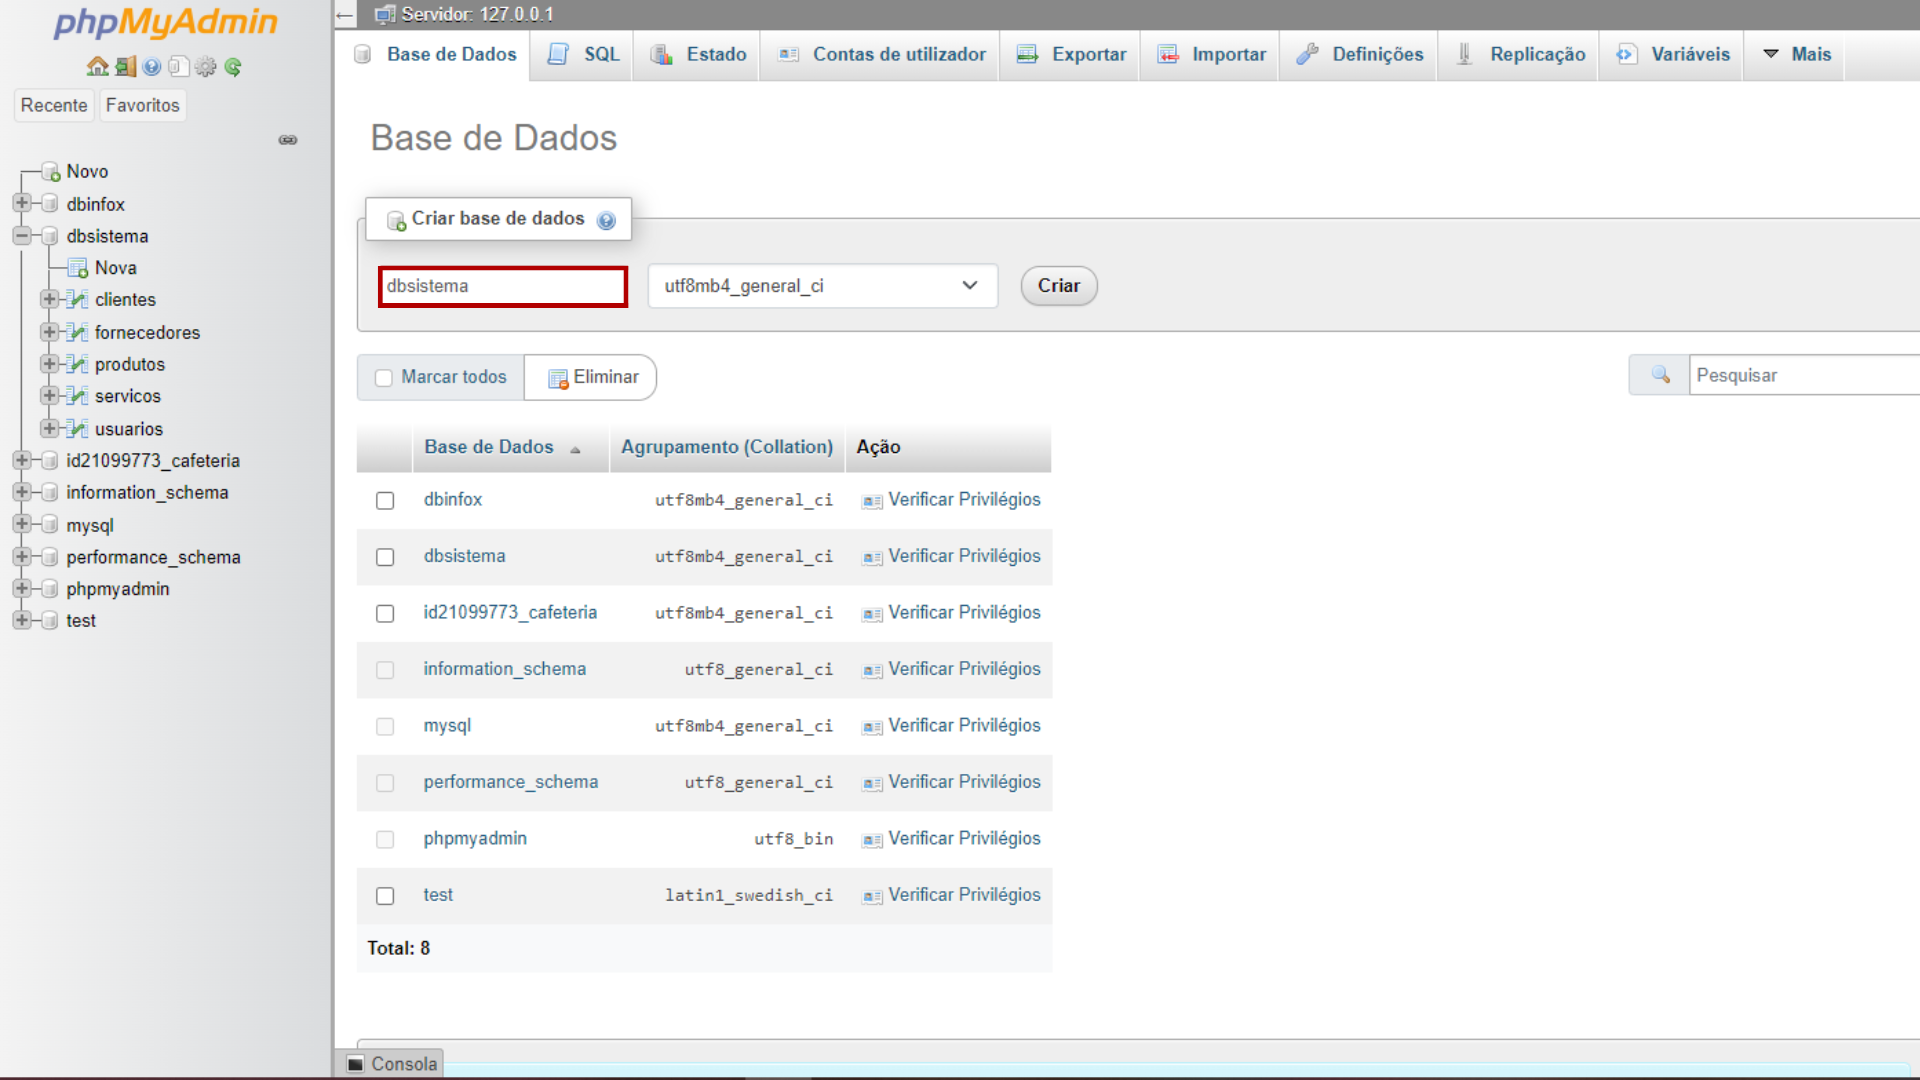 phpMyAdmin
Recente Favoritos
Novo
dbinfox
dbsistema
Nova
clientes
fornecedores
produtos
servicos
usuarios
id21099773_cafeteria
information_schema
mysql
performance_schema
phpmyadmin
test
Servidor: 127.0.0.1
Base de Dados SQL Estado Contas de utilizador Exportar Importar Definições Replicação Variáveis Mais
Base de Dados
Criar base de dados
dbsistema utf8mb4_general_ci Criar
Marcar todos Eliminar Pesquisar
Base de Dados Agrupamento (Collation) Ação
dbinfox utf8mb4_general_ci Verificar Privilégios
dbsistema utf8mb4_general_ci Verificar Privilégios
id21099773_cafeteria utf8mb4_general_ci Verificar Privilégios
information_schema utf8_general_ci Verificar Privilégios
mysql utf8mb4_general_ci Verificar Privilégios
performance_schema utf8_general_ci Verificar Privilégios
phpmyadmin utf8_bin Verificar Privilégios
test latin1_swedish_ci Verificar Privilégios
Total: 8
Consola